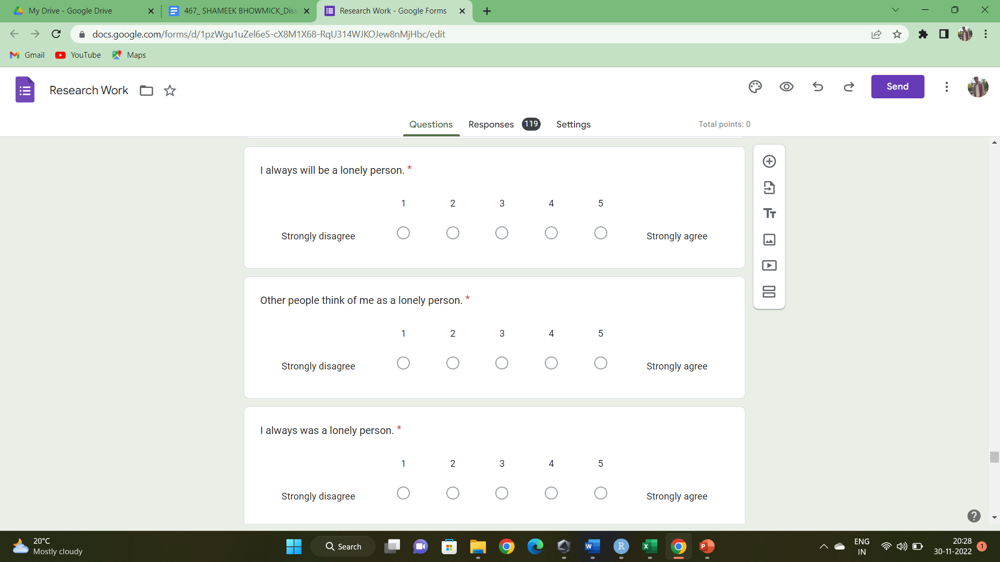 My Drive - Google Drive
467_ SHAMEEK BHOWMICK_Diss
Research Work - Google Forms
docs.google.com/forms/d/1pzWgu1uZel6eS-cX8M1X68-RqU314WJKOJew8nMjHbc/edit
Gmail YouTube Maps
Research Work
Send
Questions Responses 119 Settings Total points: 0
I always will be a lonely person. *
1 2 3 4 5
Strongly disagree Strongly agree
Other people think of me as a lonely person. *
1 2 3 4 5
Strongly disagree Strongly agree
I always was a lonely person. *
1 2 3 4 5
Strongly disagree Strongly agree
20°C
Mostly cloudy
Search
ENG
IN
20:28
30-11-2022
1